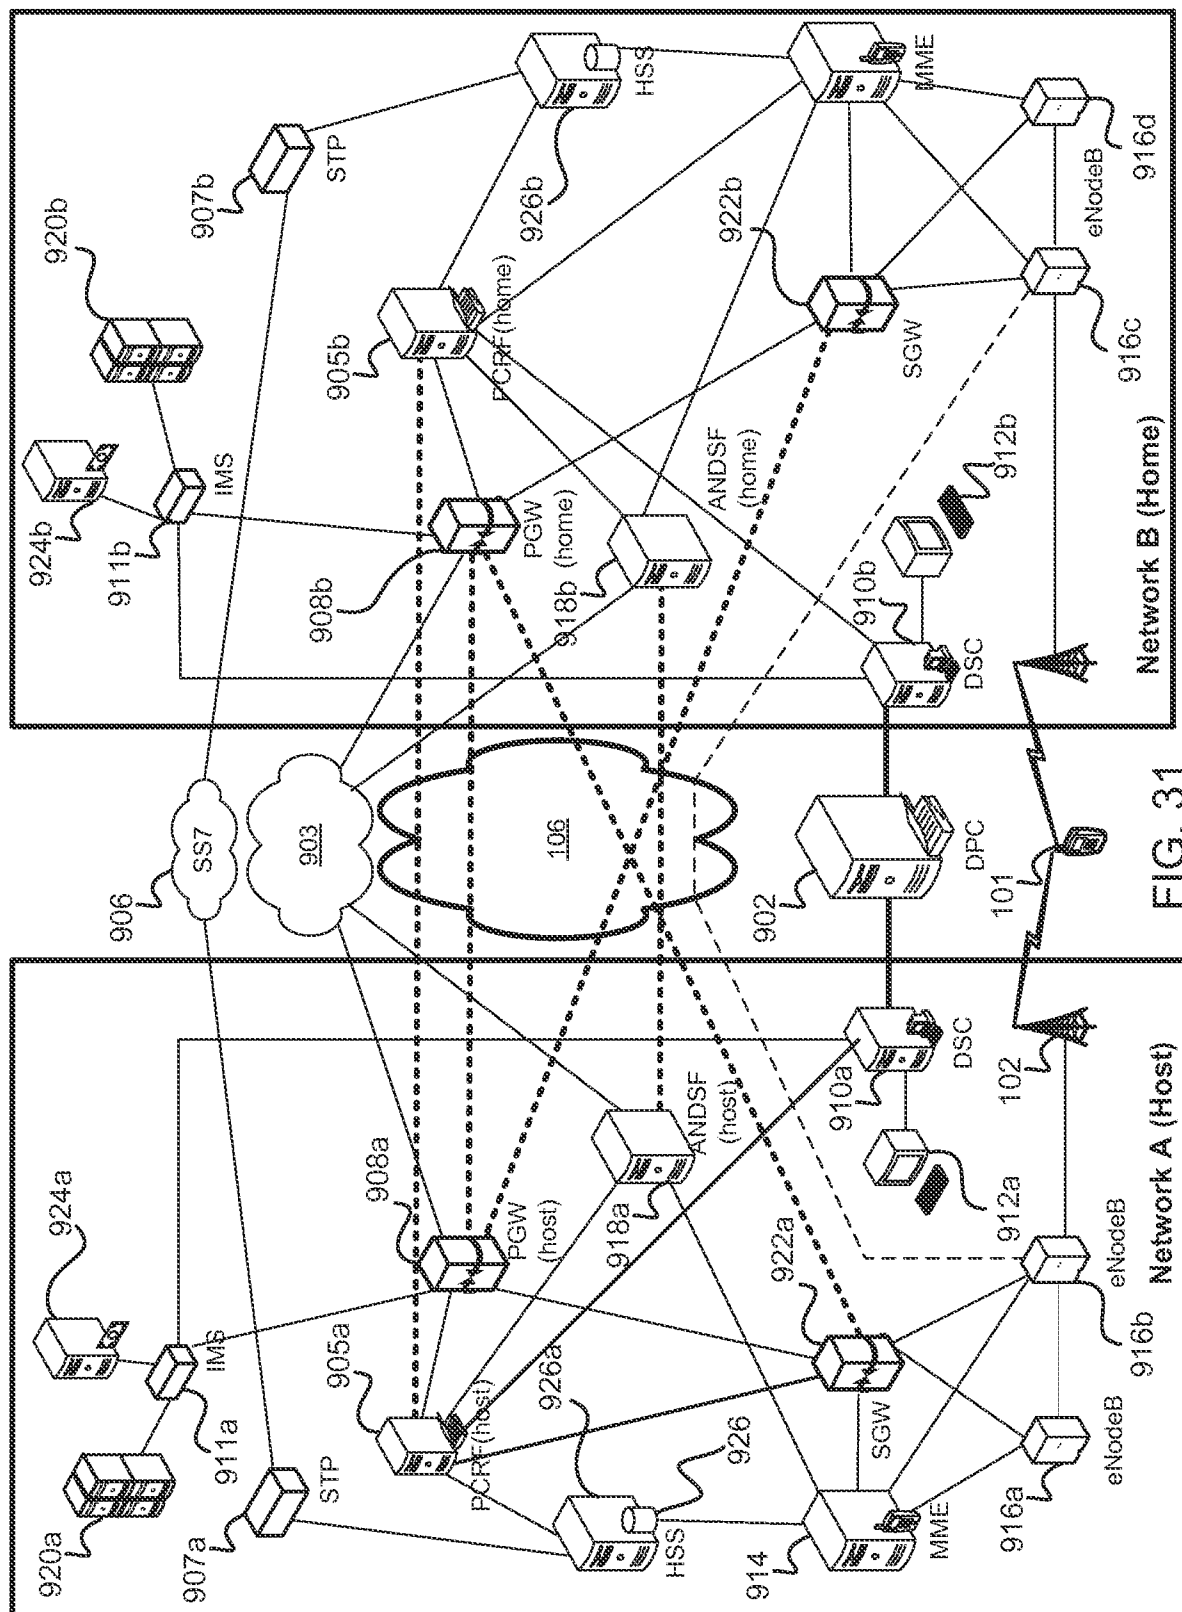 920a
924a
907a
911a
IMS
STP
905a
PCRF(host)
926a
926
HSS
914
MME
908a
PGW
(host)
918a
ANDSF
(host)
922a
SGW
916a
eNodeB
916b
eNodeB
912a
910a
DSC
102
Network A (Host)
906
SS7
903
106
902
DPC
101
FIG. 31
924b
920b
911b
IMS
907b
STP
905b
PCRF(home)
926b
HSS
908b
PGW
(home)
918b
ANDSF
(home)
922b
SGW
MME
910b
DSC
912b
916c
eNodeB
916d
Network B (Home)